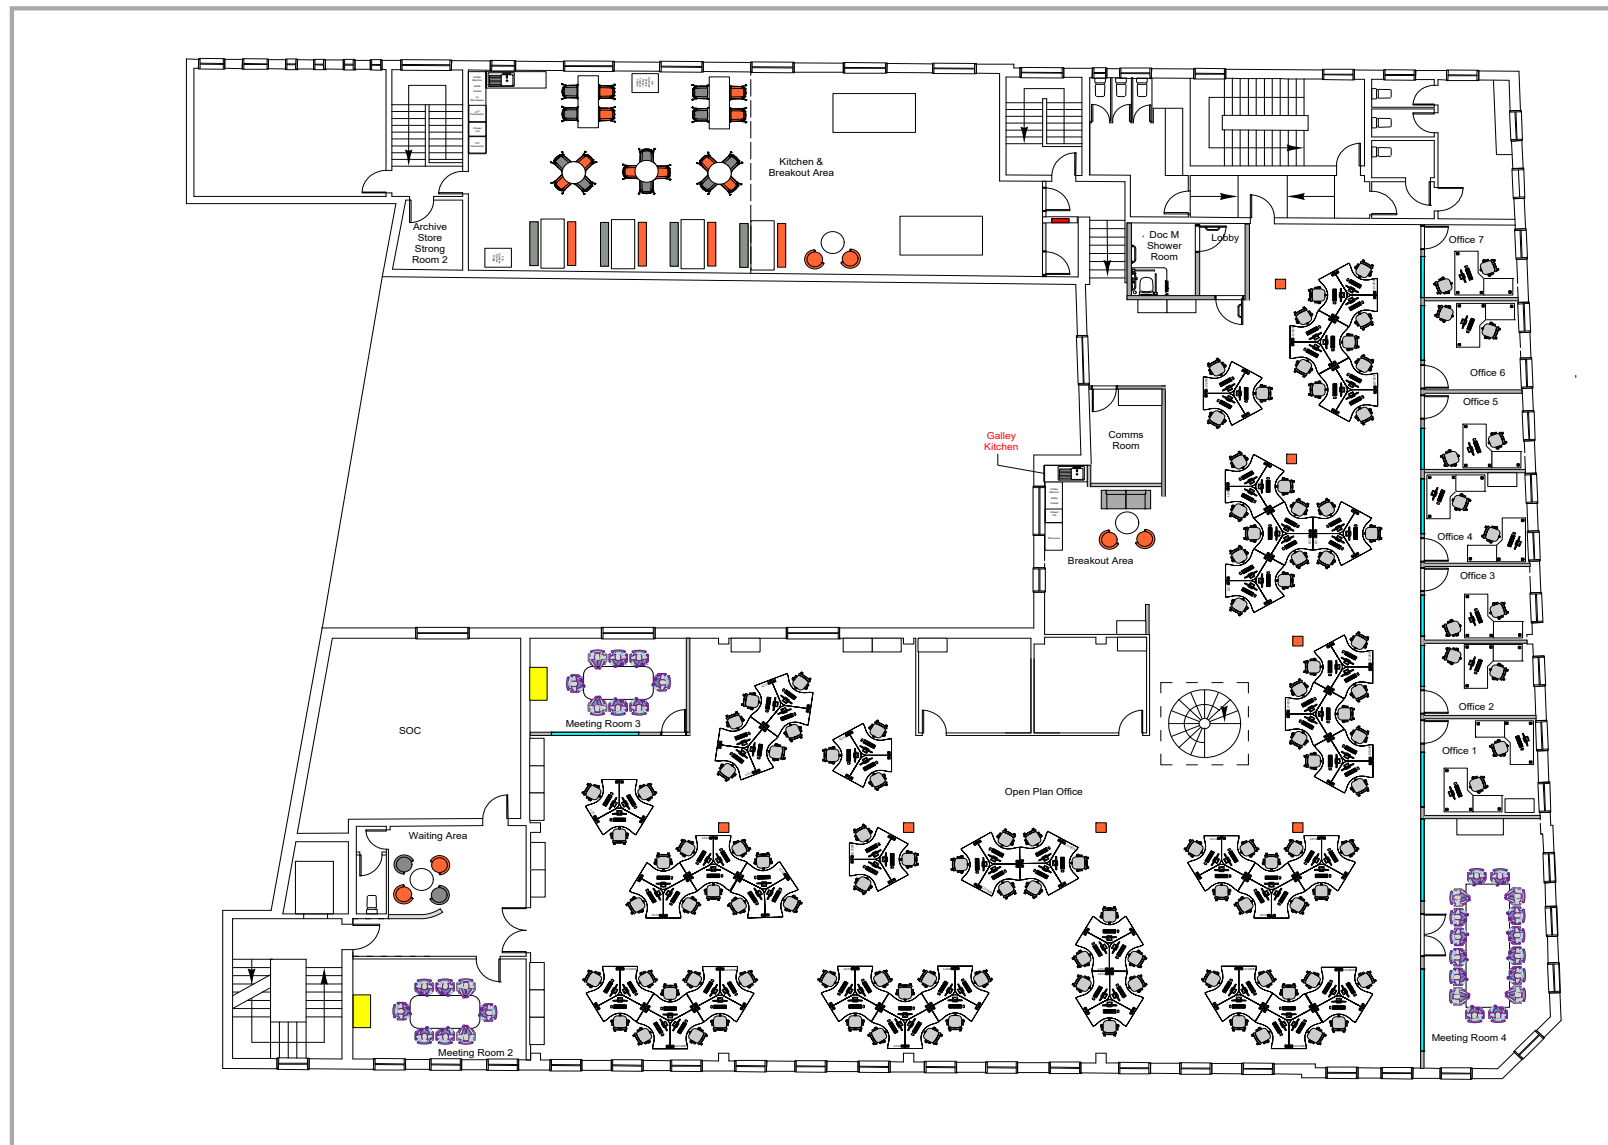 Kitchen &
Breakout Area
Archive
Store
Strong
Room 2
Doc M
Shower
Room
Lobby
Office 7
Office 6
Office 5
Galley
Kitchen
Comms
Room
Office 4
Breakout Area
Office 3
Office 2
Meeting Room 3
SOC
Office 1
Open Plan Office
Waiting Area
Meeting Room 4
Meeting Room 2